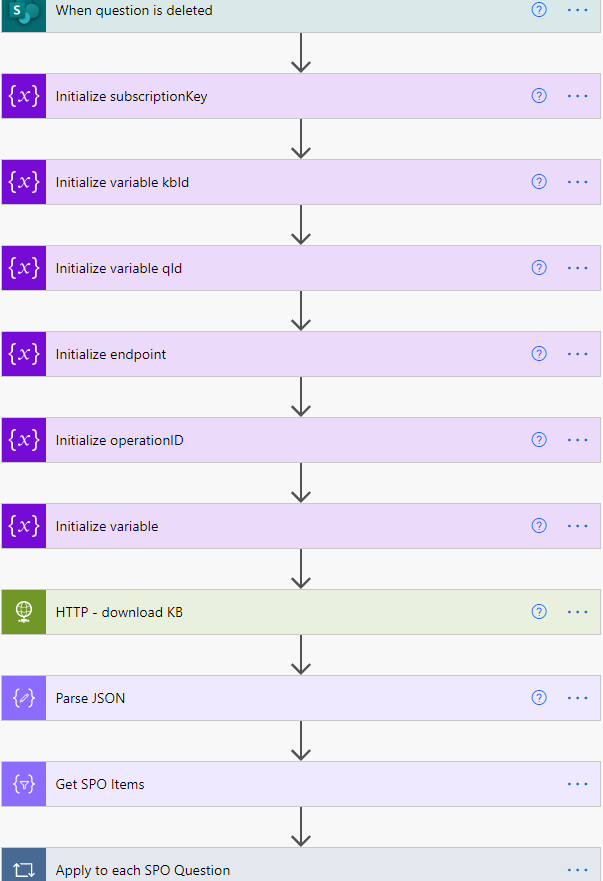 When question is deleted
Initialize subscriptionKey
Initialize variable kbId
Initialize variable qId
Initialize endpoint
Initialize operationID
Initialize variable
HTTP - download KB
Parse JSON
Get SPO Items
Apply to each SPO Question